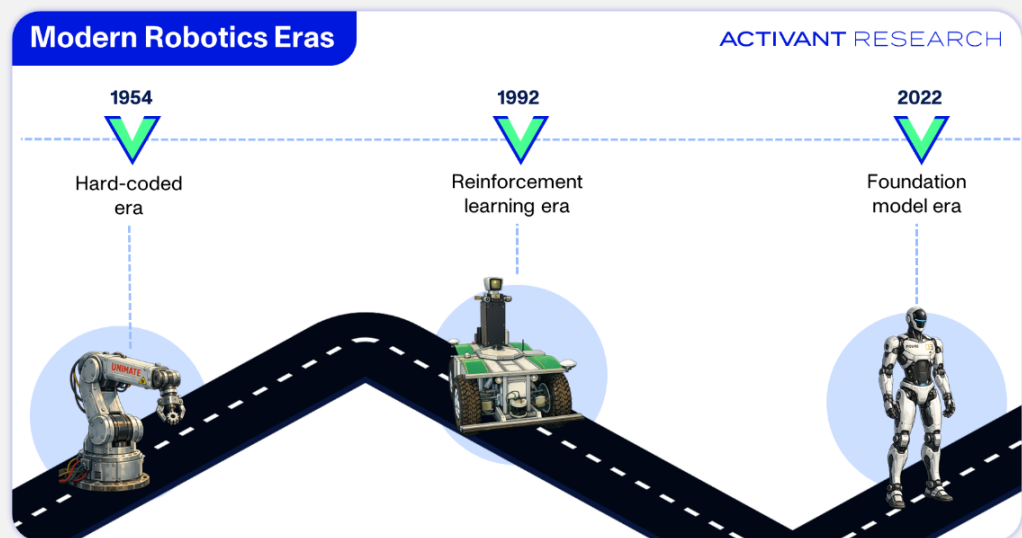 Modern Robotics Eras
ACTIVANT RESEARCH
1954
1992
2022
Hard-coded
era
Reinforcement
learning era
Foundation
model era
UNIMATE